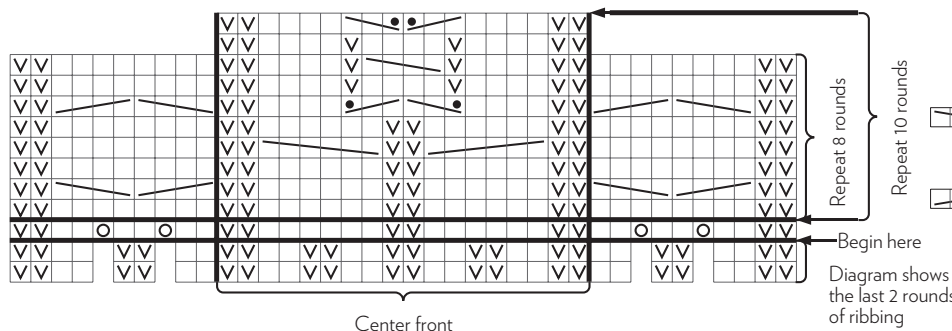 Repeat 8 rounds
Repeat 10 rounds
Begin here
Diagram shows
the last 2 rounds
of ribbing
Center front